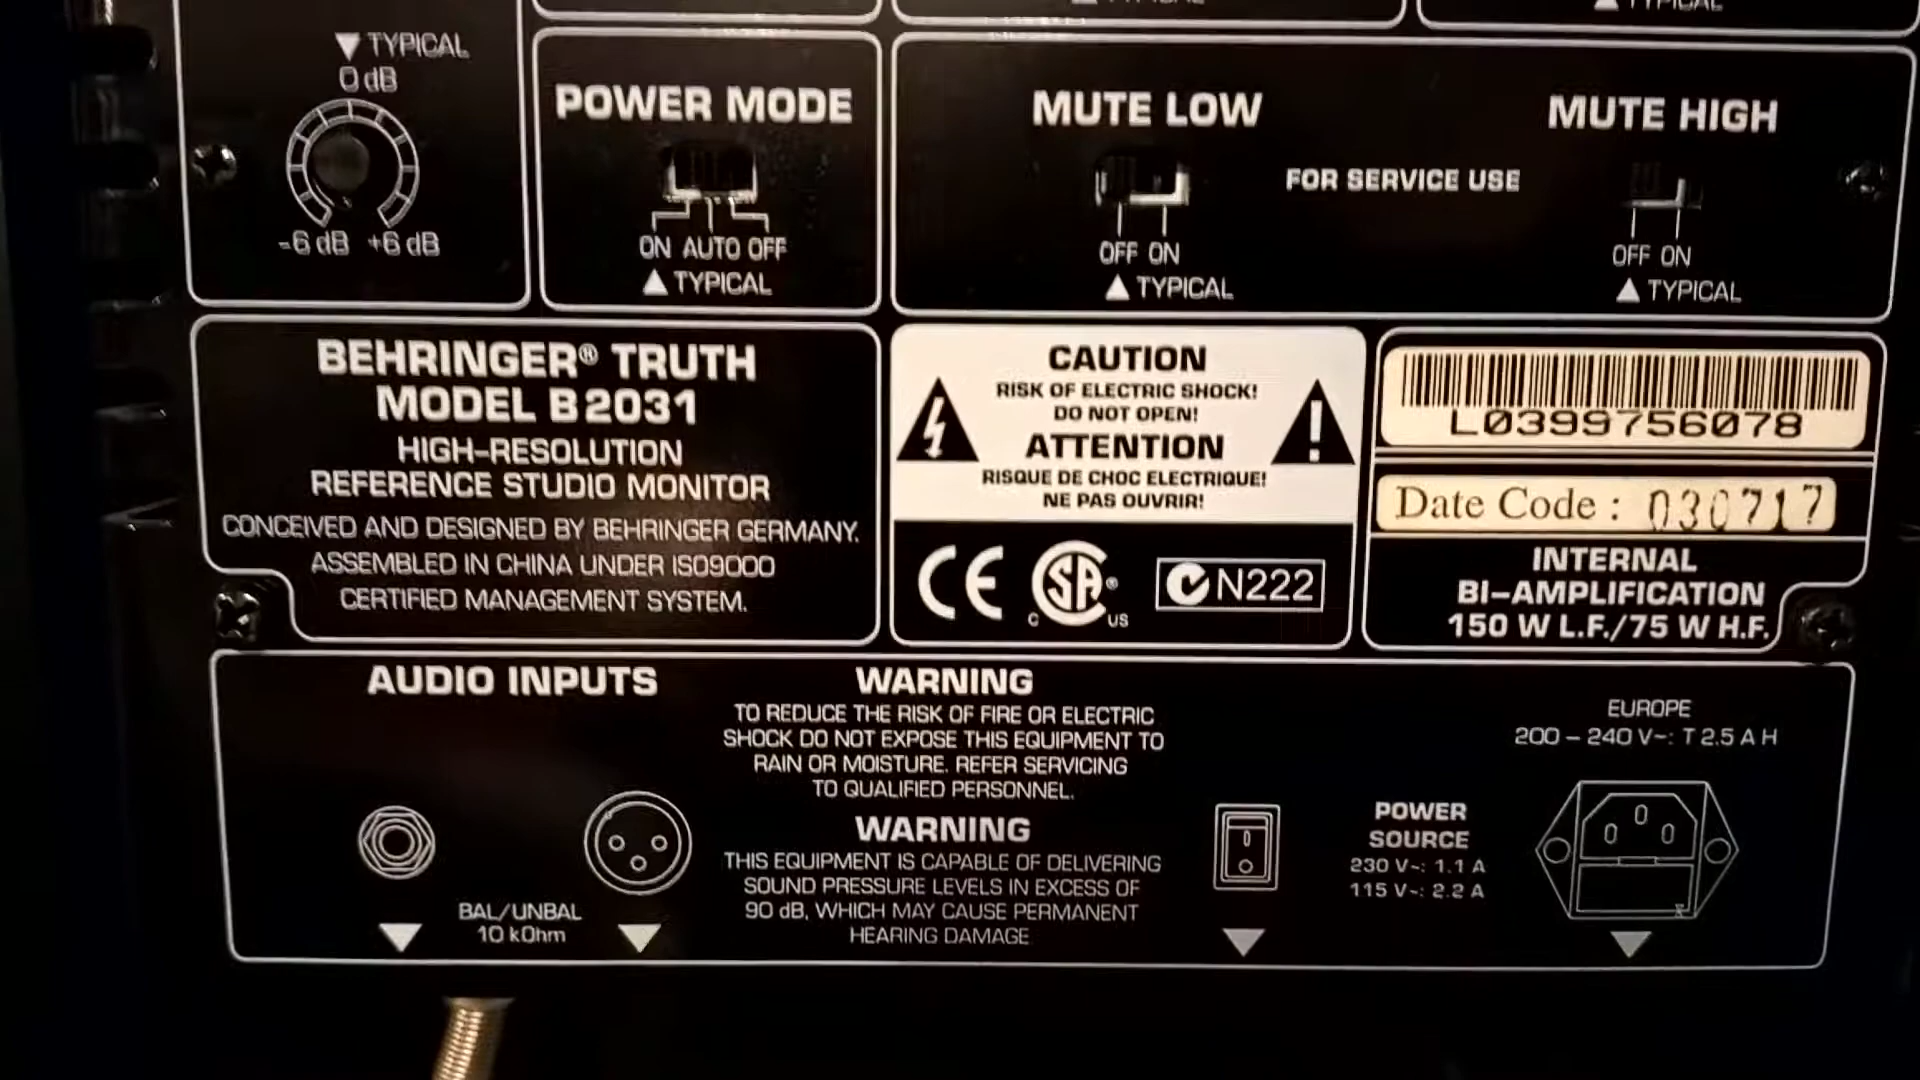 TYPICAL
TYPICAL
TYPICAL
0 dB
-6 dB +6 dB
POWER MODE
ON AUTO OFF
TYPICAL
MUTE LOW
OFF ON
TYPICAL
FOR SERVICE USE
MUTE HIGH
OFF ON
TYPICAL
BEHRINGER® TRUTH
MODEL B2031
HIGH-RESOLUTION
REFERENCE STUDIO MONITOR
CONCEIVED AND DESIGNED BY BEHRINGER GERMANY.
ASSEMBLED IN CHINA UNDER ISO9000
CERTIFIED MANAGEMENT SYSTEM.
CAUTION
RISK OF ELECTRIC SHOCK!
DO NOT OPEN!
ATTENTION
RISQUE DE CHOC ELECTRIQUE!
NE PAS OUVRIR!
CE C SA® US N222
L0399756078
Date Code : 030717
INTERNAL
BI-AMPLIFICATION
150 W L.F./75 W H.F.
AUDIO INPUTS
BAL/UNBAL
10 kOhm
WARNING
TO REDUCE THE RISK OF FIRE OR ELECTRIC
SHOCK DO NOT EXPOSE THIS EQUIPMENT TO
RAIN OR MOISTURE. REFER SERVICING
TO QUALIFIED PERSONNEL.
WARNING
THIS EQUIPMENT IS CAPABLE OF DELIVERING
SOUND PRESSURE LEVELS IN EXCESS OF
90 dB, WHICH MAY CAUSE PERMANENT
HEARING DAMAGE
POWER
SOURCE
230 V~: 1.1 A
115 V~: 2.2 A
EUROPE
200 – 240 V~: T 2.5 A H